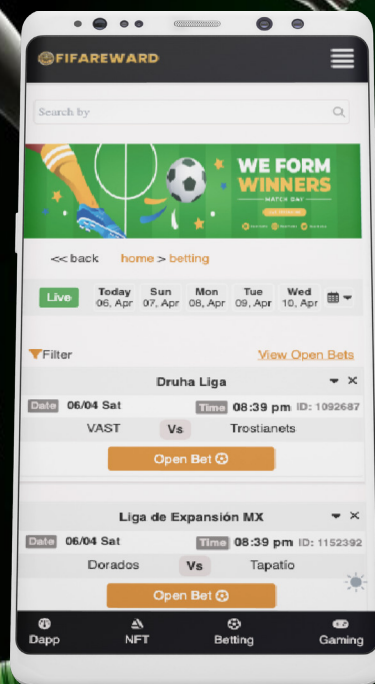 FIFAREWARD
Search by
WE FORM
WINNERS
MATCH DAY
<< back home > betting
Live Today 06, Apr Sun 07, Apr Mon 08, Apr Tue 09, Apr Wed 10, Apr
Filter View Open Bets
Druha Liga
Date 06/04 Sat Time 08:39 pm ID: 1092687
VAST Vs Trostianets
Open Bet
Liga de Expansión MX
Date 06/04 Sat Time 08:39 pm ID: 1152392
Dorados Vs Tapatío
Open Bet
Dapp NFT Betting Gaming